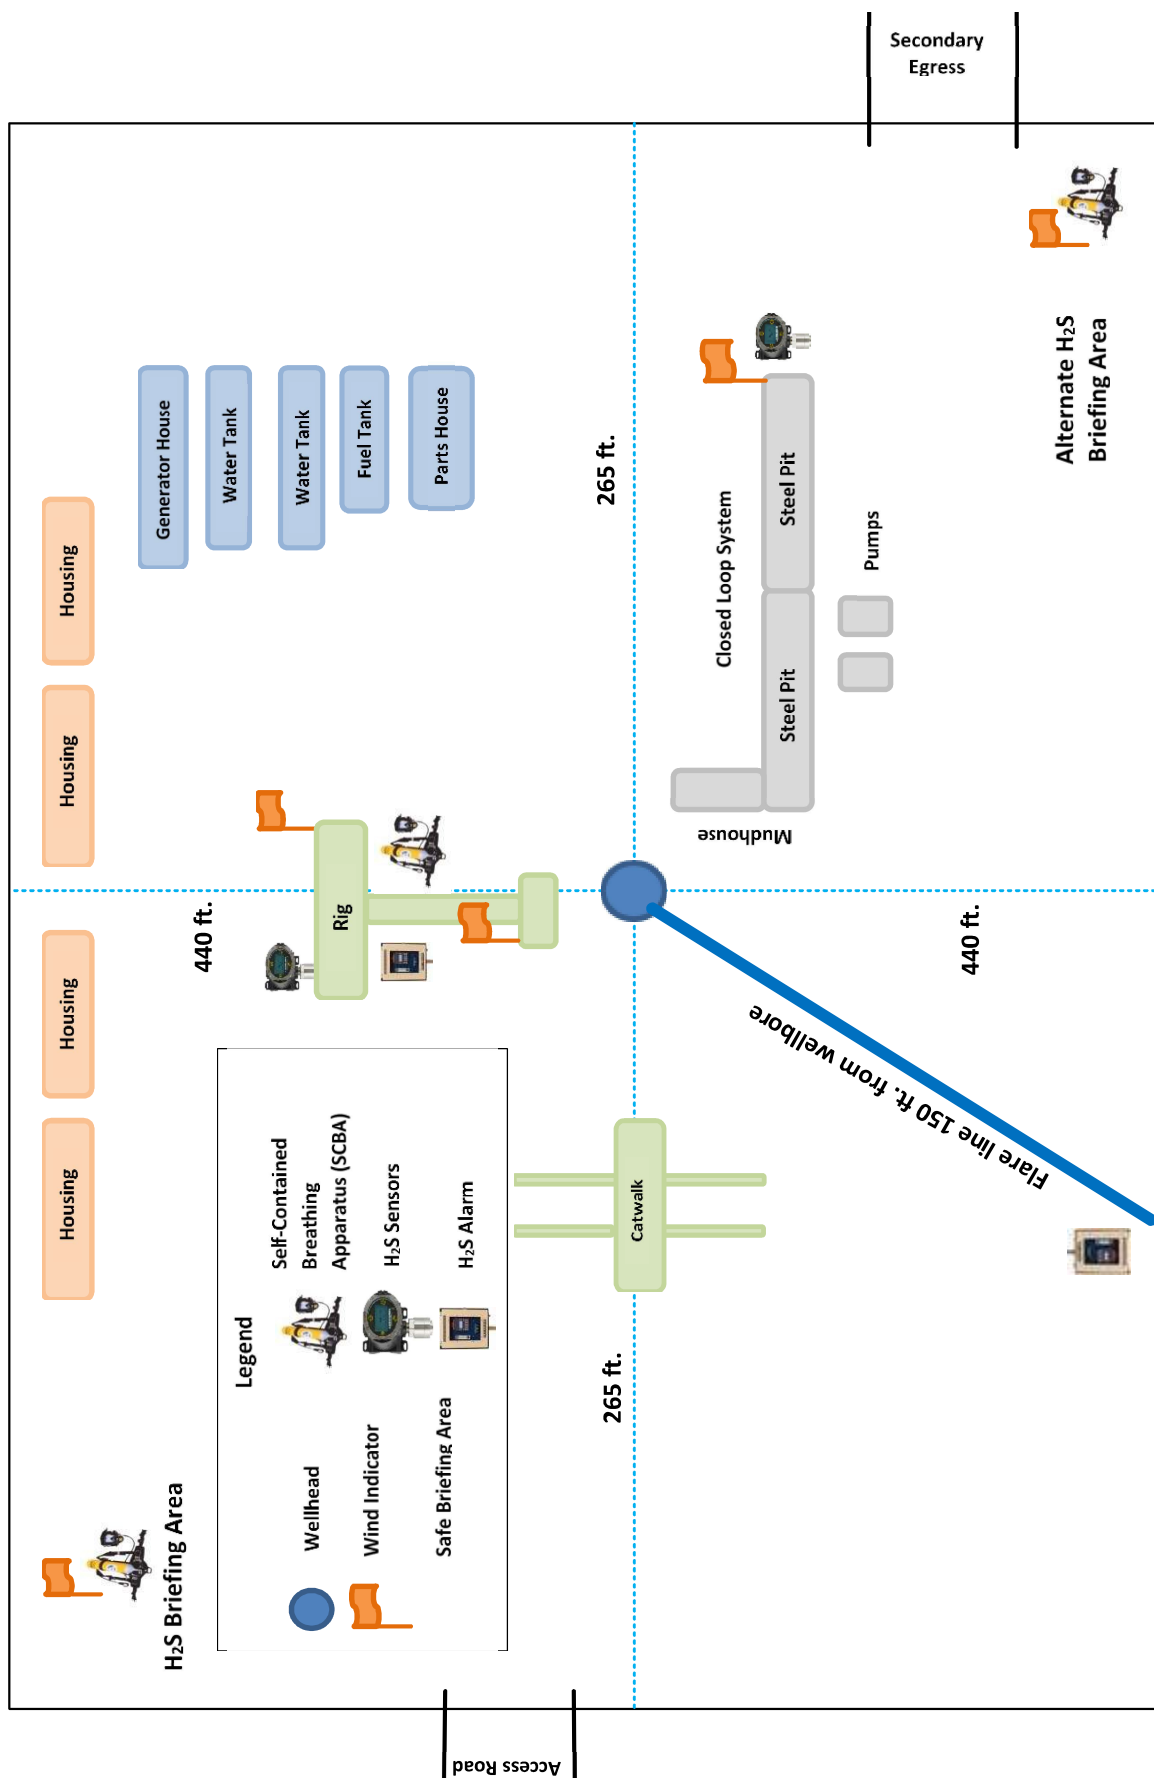 Secondary
Egress
Housing
Housing
Housing
Housing
Generator House
Water Tank
Water Tank
Fuel Tank
Parts House
265 ft.
Closed Loop System
Steel Pit
Steel Pit
Pumps
Mudhouse
Alternate H₂S
Briefing Area
440 ft.
Rig
440 ft.
Flare line 150 ft. from wellbore
Catwalk
265 ft.
Legend
Self-Contained
Breathing
Apparatus (SCBA)
H₂S Sensors
H₂S Alarm
Wellhead
Wind Indicator
Safe Briefing Area
H₂S Briefing Area
Access Road